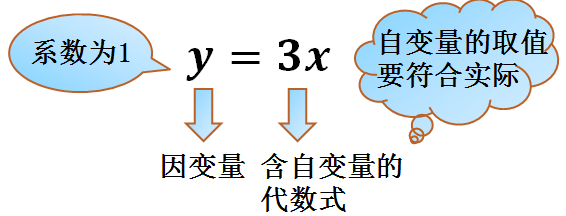 系数为1
y = 3x
自变量的取值
要符合实际
因变量
含自变量的
代数式